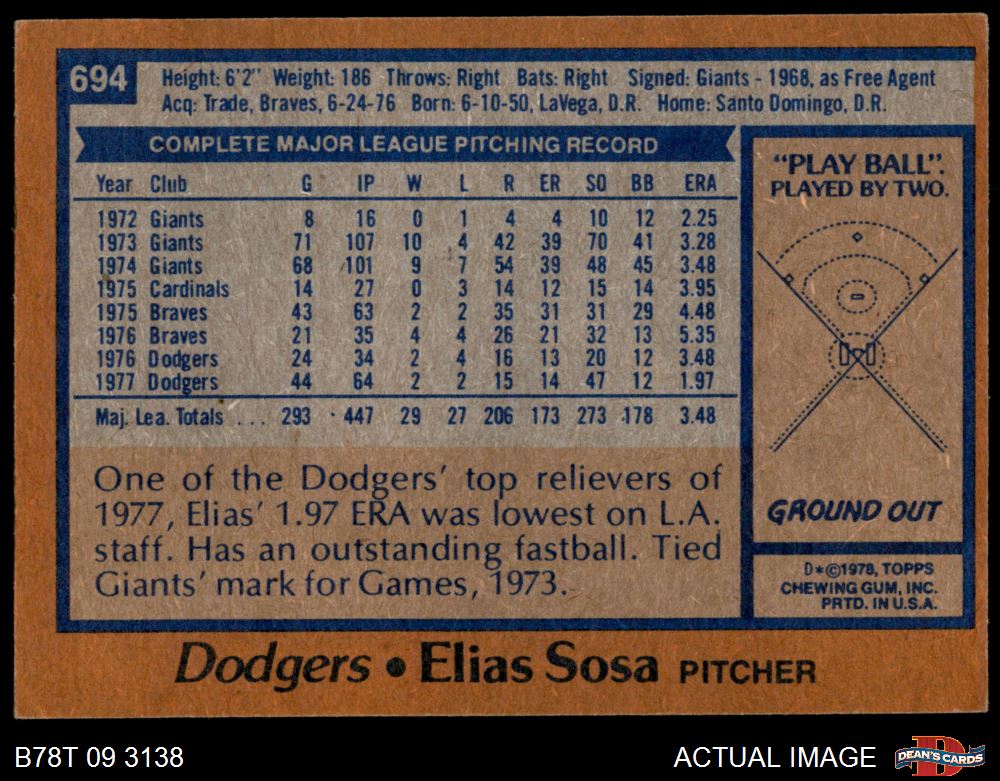 694
Height: 6'2" Weight: 186 Throws: Right Bats: Right Signed: Giants - 1968, as Free Agent
Acq: Trade, Braves, 6-24-76 Born: 6-10-50, LaVega, D.R. Home: Santo Domingo, D.R.
COMPLETE MAJOR LEAGUE PITCHING RECORD
Year Club G IP W L R ER SO BB ERA
1972 Giants 8 16 0 1 4 4 10 12 2.25
1973 Giants 71 107 10 4 42 39 70 41 3.28
1974 Giants 68 101 9 7 54 39 48 45 3.48
1975 Cardinals 14 27 0 3 14 12 15 14 3.95
1975 Braves 43 63 2 2 35 31 31 29 4.48
1976 Braves 21 35 4 4 26 21 32 13 5.35
1976 Dodgers 24 34 2 4 16 13 20 12 3.48
1977 Dodgers 44 64 2 2 15 14 47 12 1.97
Maj. Lea. Totals ... 293 447 29 27 206 173 273 178 3.48
One of the Dodgers' top relievers of
1977, Elias' 1.97 ERA was lowest on L.A.
staff. Has an outstanding fastball. Tied
Giants' mark for Games, 1973.
"PLAY BALL".
PLAYED BY TWO.
GROUND OUT
D*©1978, TOPPS
CHEWING GUM, INC.
PRTD. IN U.S.A.
Dodgers • Elias Sosa PITCHER
B78T 09 3138
ACTUAL IMAGE
D
DEAN'S CARDS